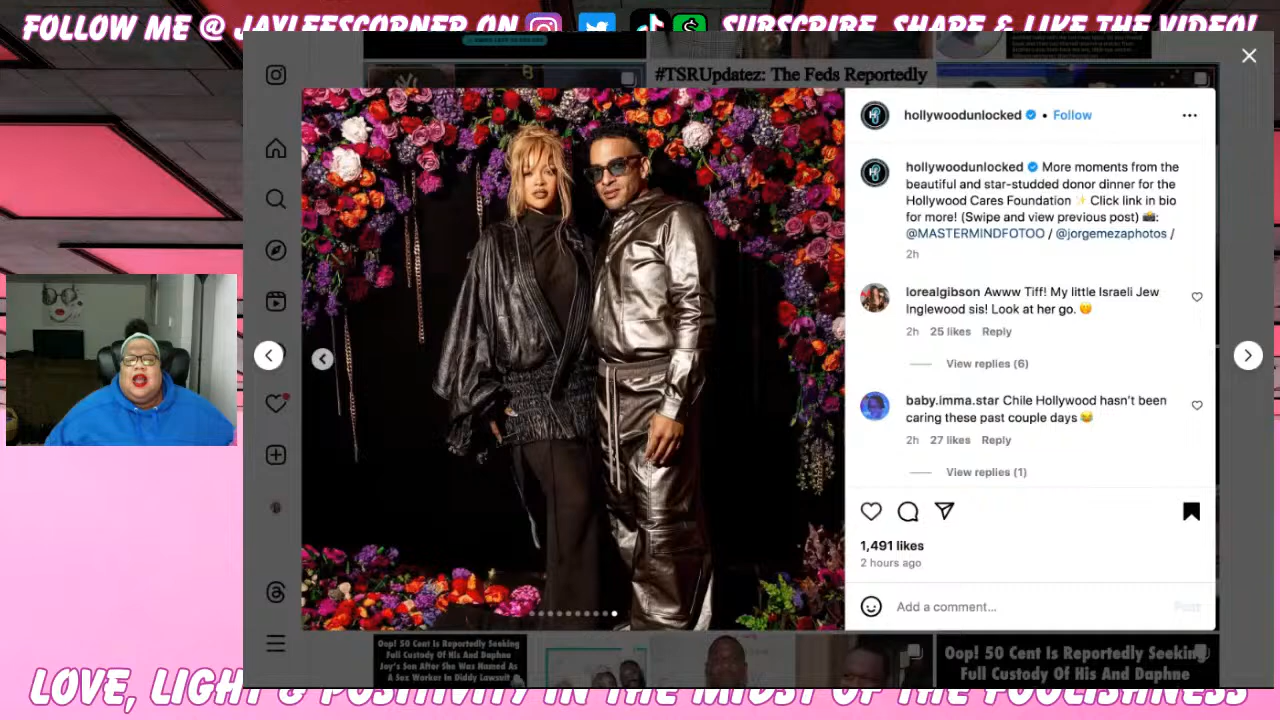 FOLLOW ME @ JAYLEESCORNER ON
SUBSCRIBE, SHARE & LIKE THE VIDEO!
#TSRUpdatez: The Feds Reportedly
hollywoodunlocked • Follow
hollywoodunlocked More moments from the
beautiful and star-studded donor dinner for the
Hollywood Cares Foundation ✨ Click link in bio
for more! (Swipe and view previous post) 📸:
@MASTERMINDFOTOO / @jorgemezaphotos /
2h
lorealgibson Awww Tiff! My little Israeli Jew
Inglewood sis! Look at her go. 🤭
2h 25 likes Reply
View replies (6)
baby.imma.star Chile Hollywood hasn't been
caring these past couple days 😂
2h 27 likes Reply
View replies (1)
1,491 likes
2 hours ago
Add a comment...
Post
Oop! 50 Cent Is Reportedly Seeking
Full Custody Of His And Daphne
Joy's Son After She Was Named As
A Sex Worker In Diddy Lawsuit
Oop! 50 Cent Is Reportedly Seeking
Full Custody Of His And Daphne
LOVE, LIGHT & POSITIVITY IN THE MIDST OF THE FOOLISHNESS